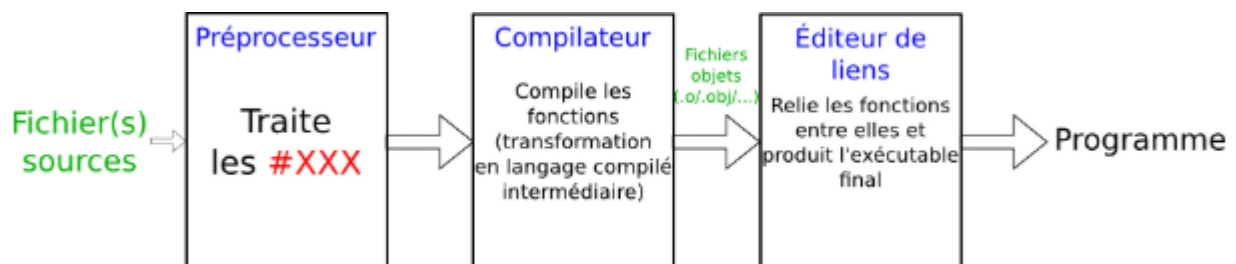 Fichier(s)
sources
Préprocesseur
Traite
les #XXX
Compilateur
Compile les
fonctions
(transformation
en langage compilé
intermédiaire)
Fichiers
objets
(.o/.obj/...)
Éditeur de
liens
Relie les fonctions
entre elles et
produit l'exécutable
final
Programme